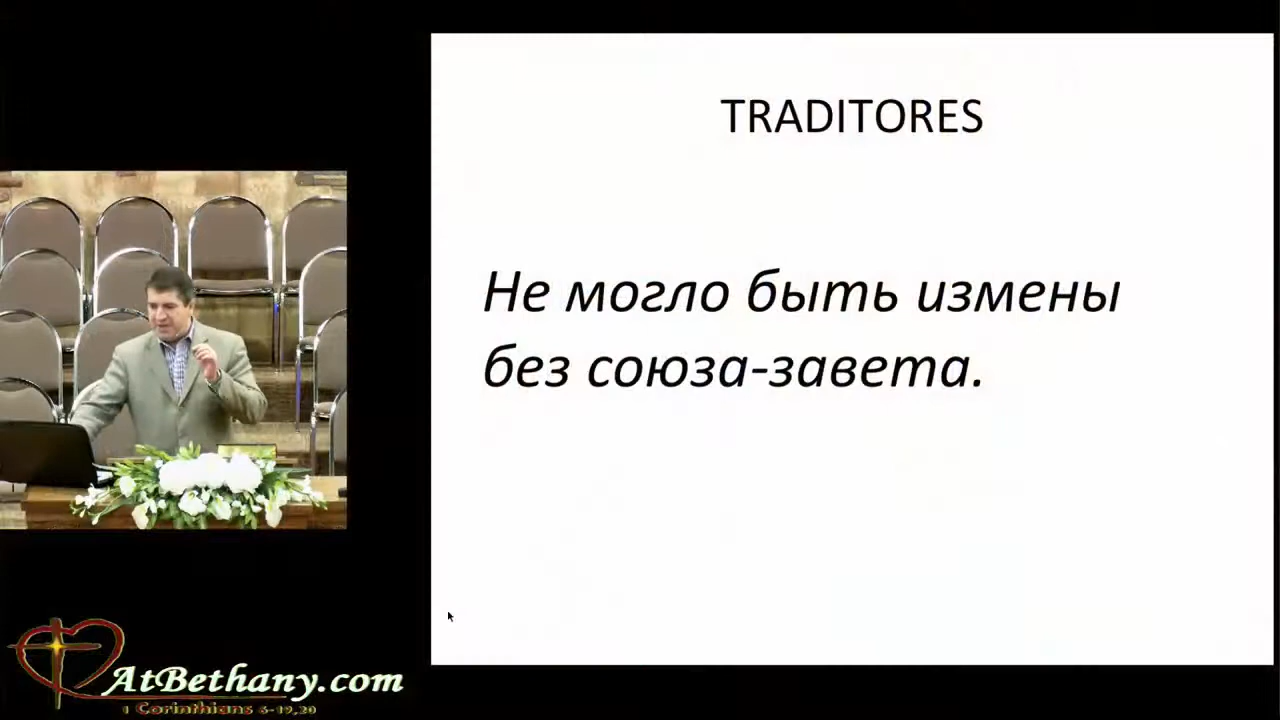 TRADITORES
Не могло быть измены
без союза-завета.
AtBethany.com
1 Corinthians 6-19,20